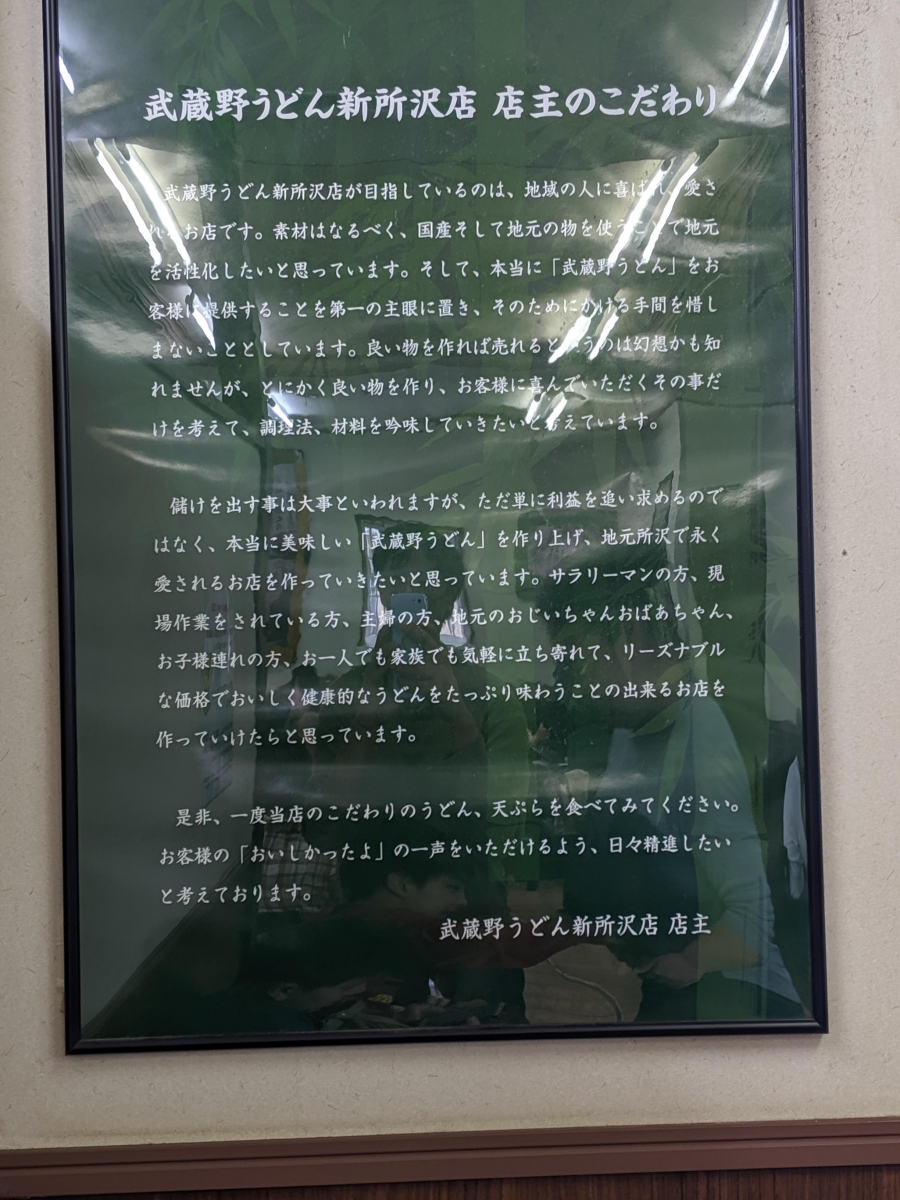 武蔵野うどん新所沢店 店主のこだわり
武蔵野うどん新所沢店が目指しているのは、地域の人に喜ばれ、愛さ
れるお店です。素材はなるべく、国産そして地元の物を使うことで地元
を活性化したいと思っています。そして、本当に「武蔵野うどん」をお
客様に提供することを第一の主眼に置き、そのためにかける手間を惜し
まないこととしています。良い物を作れば売れるというのは幻想かも知
れませんが、とにかく良い物を作り、お客様に喜んでいただくその事だ
けを考えて、調理法、材料を吟味していきたいと考えています。
儲けを出す事は大事といわれますが、ただ単に利益を追い求めるので
はなく、本当に美味しい「武蔵野うどん」を作り上げ、地元所沢で永く
愛されるお店を作っていきたいと思っています。サラリーマンの方、現
場作業をされている方、主婦の方、地元のおじいちゃんおばあちゃん、
お子様連れの方、お一人でも家族でも気軽に立ち寄れて、リーズナブル
な価格でおいしく健康的なうどんをたっぷり味わうことの出来るお店を
作っていけたらと思っています。
是非、一度当店のこだわりのうどん、天ぷらを食べてみてください。
お客様の「おいしかったよ」の一声をいただけるよう、日々精進したい
と考えております。
武蔵野うどん新所沢店 店主